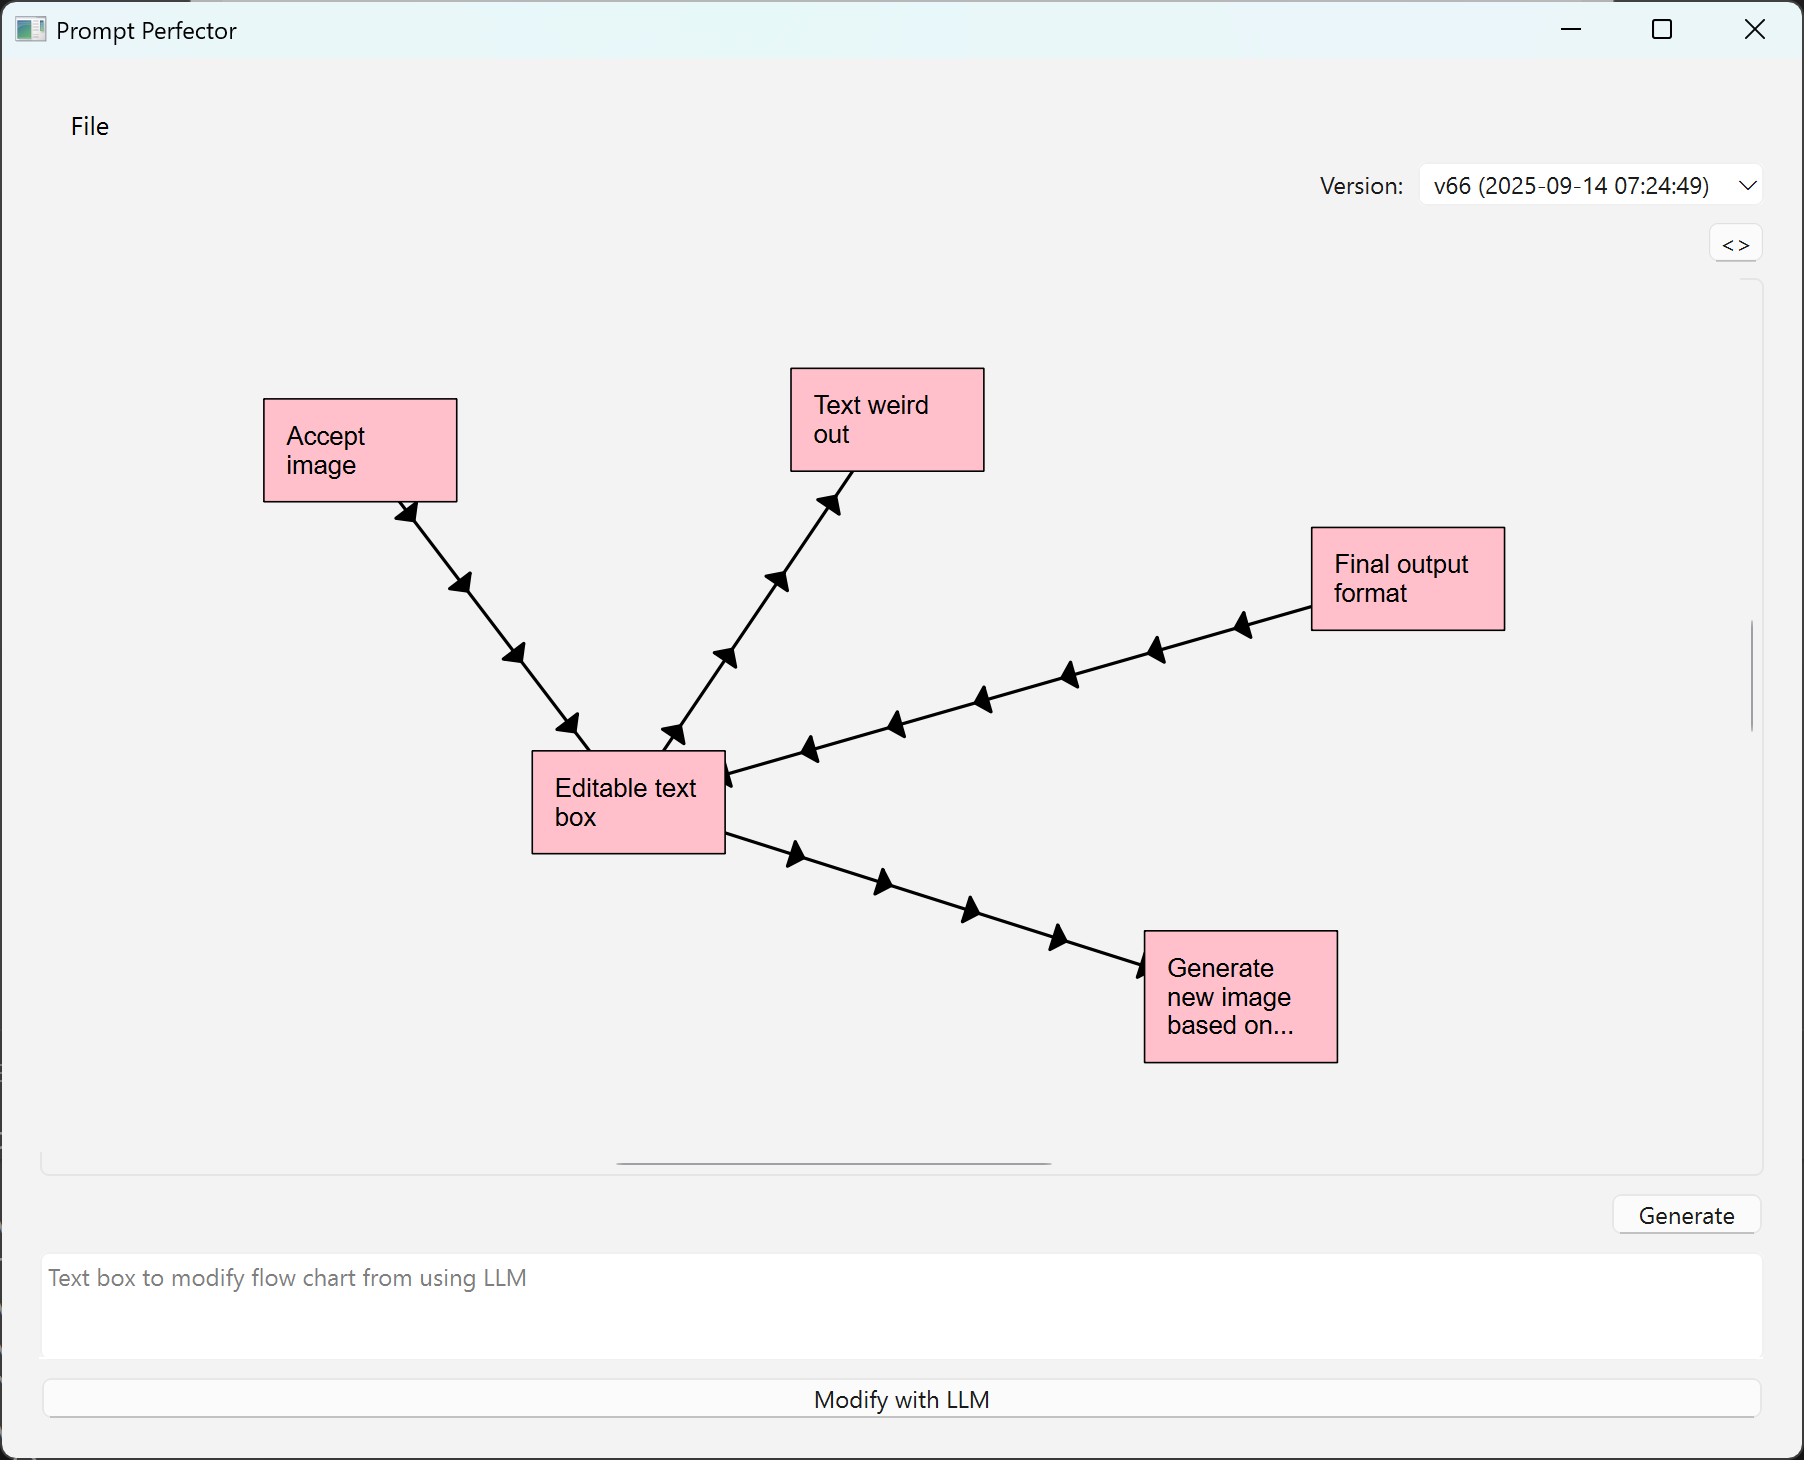 Prompt Perfector
File
Version: v66 (2025-09-14 07:24:49)
<>
Text weird
out
Accept
image
Final output
format
Editable text
box
Generate
new image
based on...
Generate
Text box to modify flow chart from using LLM
Modify with LLM